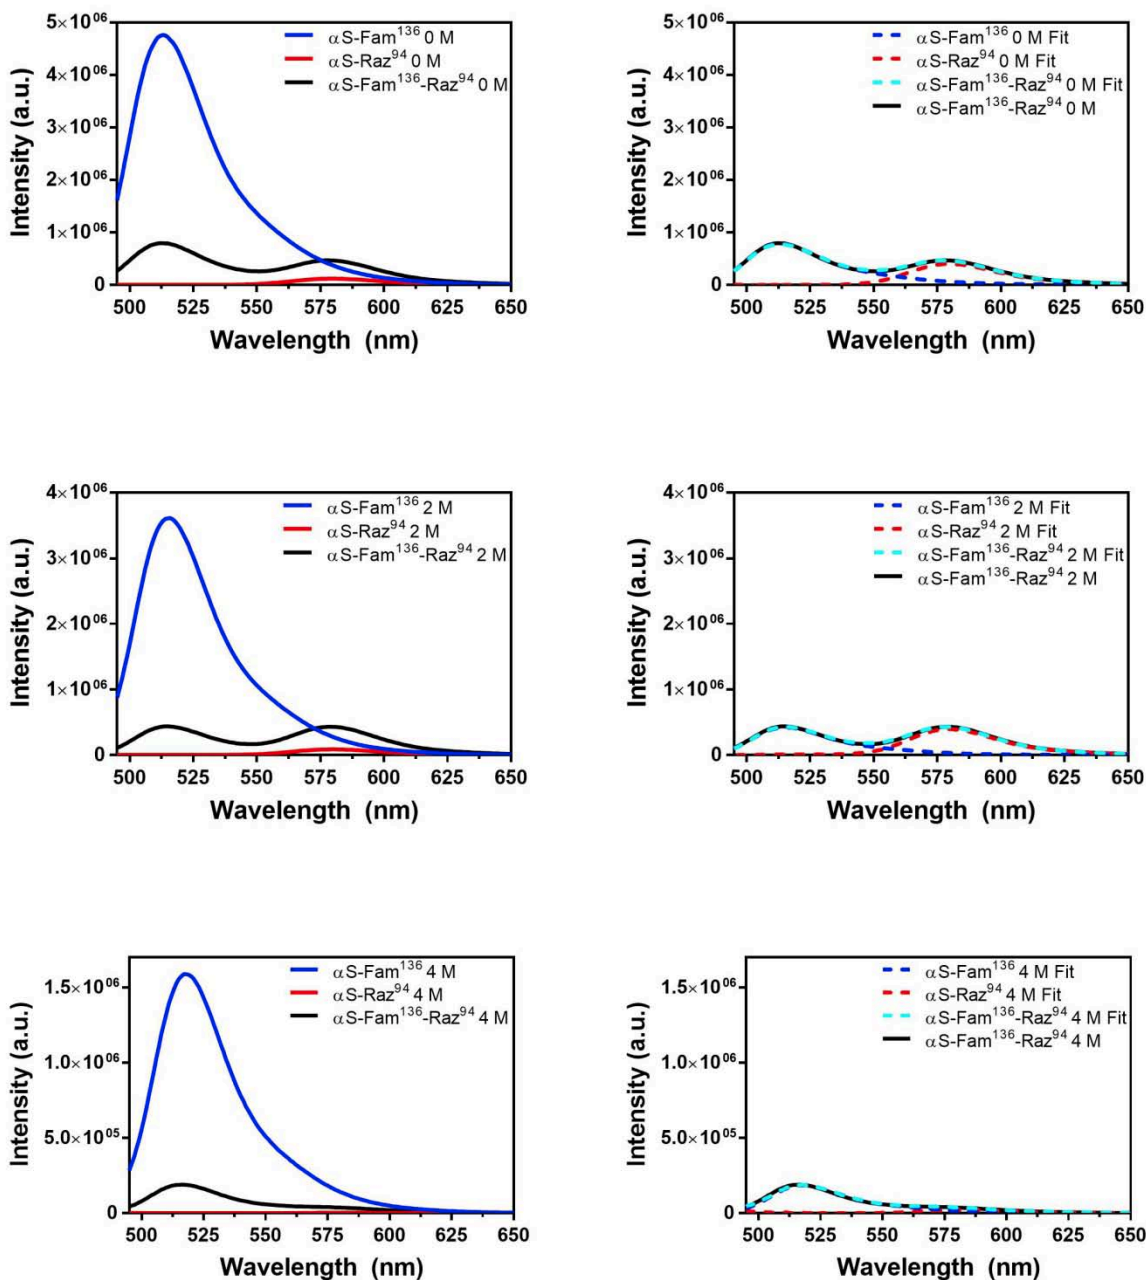 5×10⁰⁶
4×10⁰⁶
3×10⁰⁶
2×10⁰⁶
1×10⁰⁶
0
Intensity (a.u.)
αS-Fam¹³⁶ 0 M
αS-Raz⁹⁴ 0 M
αS-Fam¹³⁶-Raz⁹⁴ 0 M
500 525 550 575 600 625 650
Wavelength (nm)
5×10⁰⁶
4×10⁰⁶
3×10⁰⁶
2×10⁰⁶
1×10⁰⁶
0
Intensity (a.u.)
αS-Fam¹³⁶ 0 M Fit
αS-Raz⁹⁴ 0 M Fit
αS-Fam¹³⁶-Raz⁹⁴ 0 M Fit
αS-Fam¹³⁶-Raz⁹⁴ 0 M
500 550 600 650
Wavelength (nm)
4×10⁰⁶
3×10⁰⁶
2×10⁰⁶
1×10⁰⁶
0
Intensity (a.u.)
αS-Fam¹³⁶ 2 M
αS-Raz⁹⁴ 2 M
αS-Fam¹³⁶-Raz⁹⁴ 2 M
500 525 550 575 600 625 650
Wavelength (nm)
4×10⁰⁶
3×10⁰⁶
2×10⁰⁶
1×10⁰⁶
0
Intensity (a.u.)
αS-Fam¹³⁶ 2 M Fit
αS-Raz⁹⁴ 2 M Fit
αS-Fam¹³⁶-Raz⁹⁴ 2 M Fit
αS-Fam¹³⁶-Raz⁹⁴ 2 M
500 550 600 650
Wavelength (nm)
1.5×10⁰⁶
1.0×10⁰⁶
5.0×10⁰⁵
0
Intensity (a.u.)
αS-Fam¹³⁶ 4 M
αS-Raz⁹⁴ 4 M
αS-Fam¹³⁶-Raz⁹⁴ 4 M
500 525 550 575 600 625 650
Wavelength (nm)
1.5×10⁰⁶
1.0×10⁰⁶
5.0×10⁰⁵
0
Intensity (a.u.)
αS-Fam¹³⁶ 4 M Fit
αS-Raz⁹⁴ 4 M Fit
αS-Fam¹³⁶-Raz⁹⁴ 4 M Fit
αS-Fam¹³⁶-Raz⁹⁴ 4 M
500 550 600 650
Wavelength (nm)